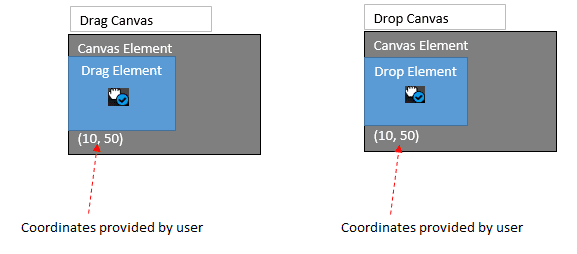 Drag Canvas
Canvas Element
Drag Element
(10, 50)
Coordinates provided by user
Drop Canvas
Canvas Element
Drop Element
(10, 50)
Coordinates provided by user